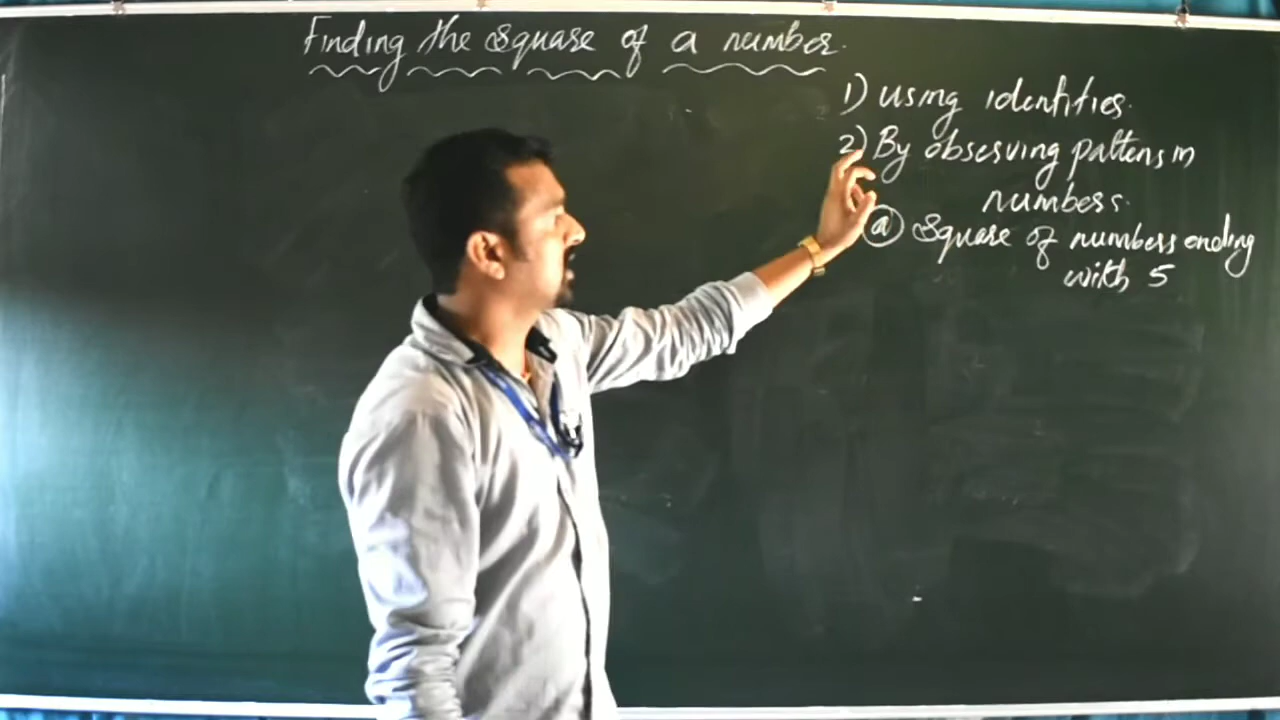 Finding the square of a number.
1) using identities.
2) By observing pattens in
numbers.
(a) Square of numbers ending
with 5